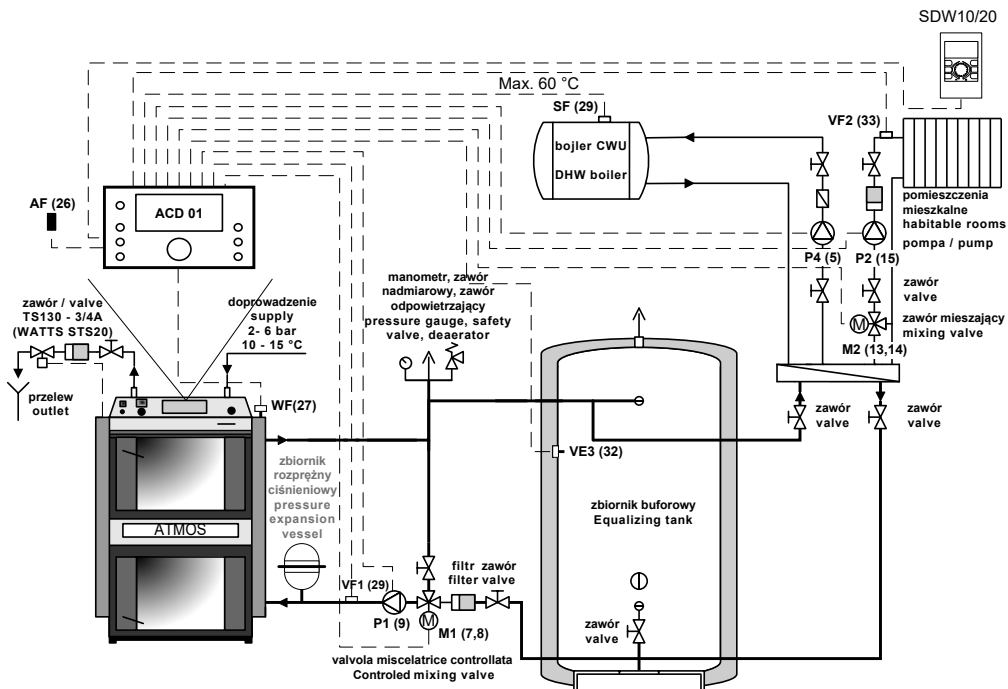 SDW10/20
Max. 60 °C
SF (29)
VF2 (33)
bojler CWU
DHW boiler
AF (26)
ACD 01
pomieszczenia
mieszkalne
habitable rooms
pompa / pump
P4 (5)
P2 (15)
zawór
valve
zawór mieszający
mixing valve
M
M2 (13,14)
manometr, zawór
nadmiarowy, zawór
odpowietrzający
pressure gauge, safety
valve, deaerator
zawór / valve
TS130 - 3/4A
(WATTS STS20)
doprowadzenie
supply
2- 6 bar
10 - 15 °C
przelew
outlet
WF(27)
zawór
valve
zawór
valve
VE3 (32)
zbiornik
rozprężny
ciśnieniowy
pressure
expansion
vessel
zbiornik buforowy
Equalizing tank
ATMOS
filtr zawór
filter valve
VF1 (29)
P1 (9)
M
M1 (7,8)
zawór
valve
valvola miscelatrice controllata
Controled mixing valve